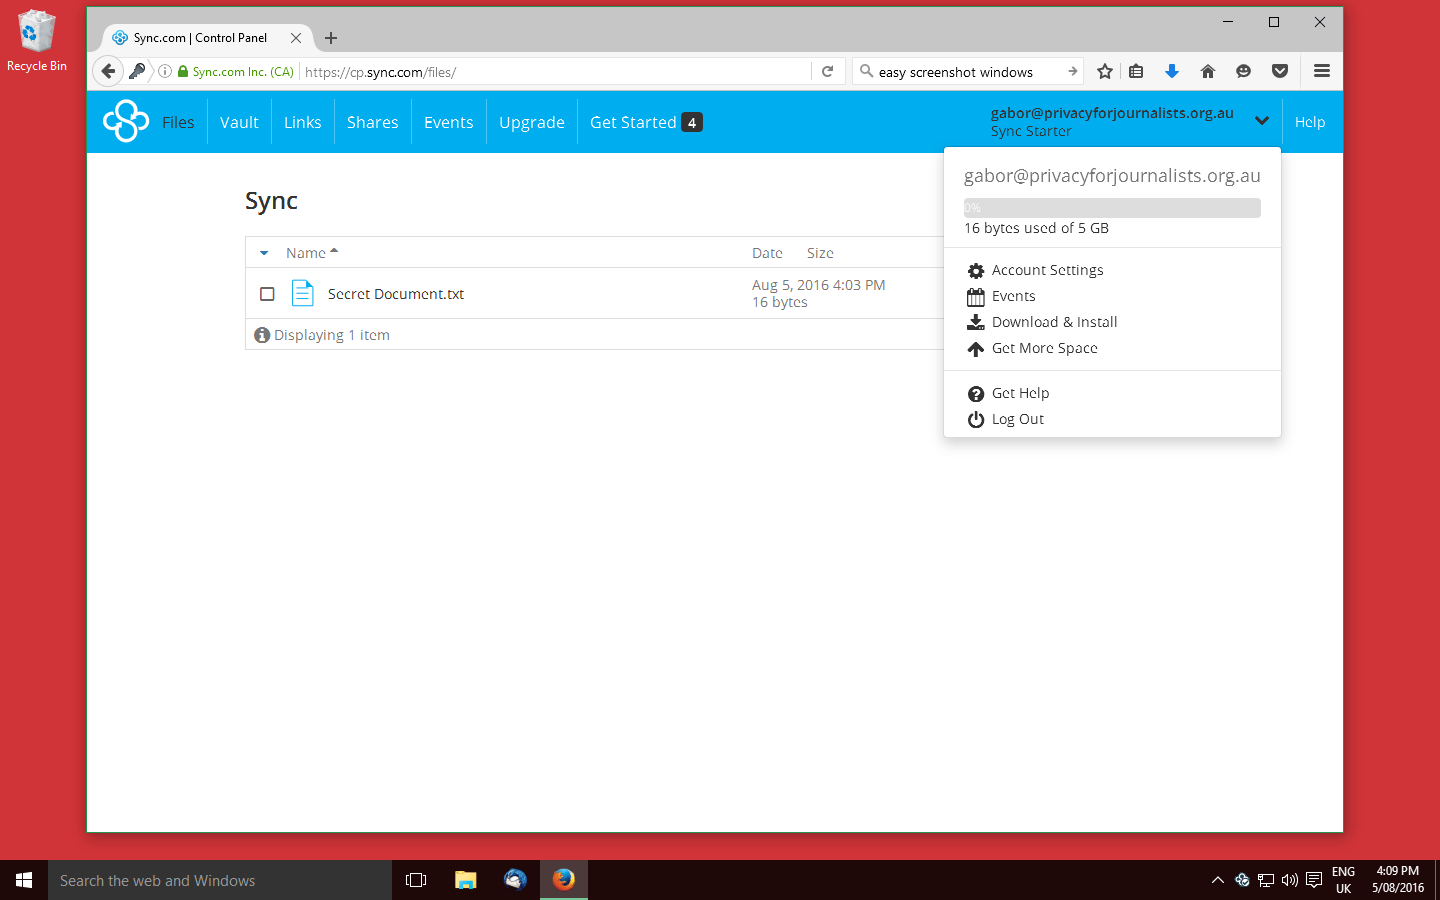 Recycle Bin
Sync.com | Control Panel
Sync.com Inc. (CA)
https://cp.sync.com/files/
easy screenshot windows
Files
Vault
Links
Shares
Events
Upgrade
Get Started 4
gabor@privacyforjournalists.org.au
Sync Starter
Help
gabor@privacyforjournalists.org.au
0%
16 bytes used of 5 GB
Account Settings
Events
Download & Install
Get More Space
Get Help
Log Out
Sync
Name Date Size
Secret Document.txt
Aug 5, 2016 4:03 PM
16 bytes
Displaying 1 item
Search the web and Windows
ENG
UK
4:09 PM
5/08/2016